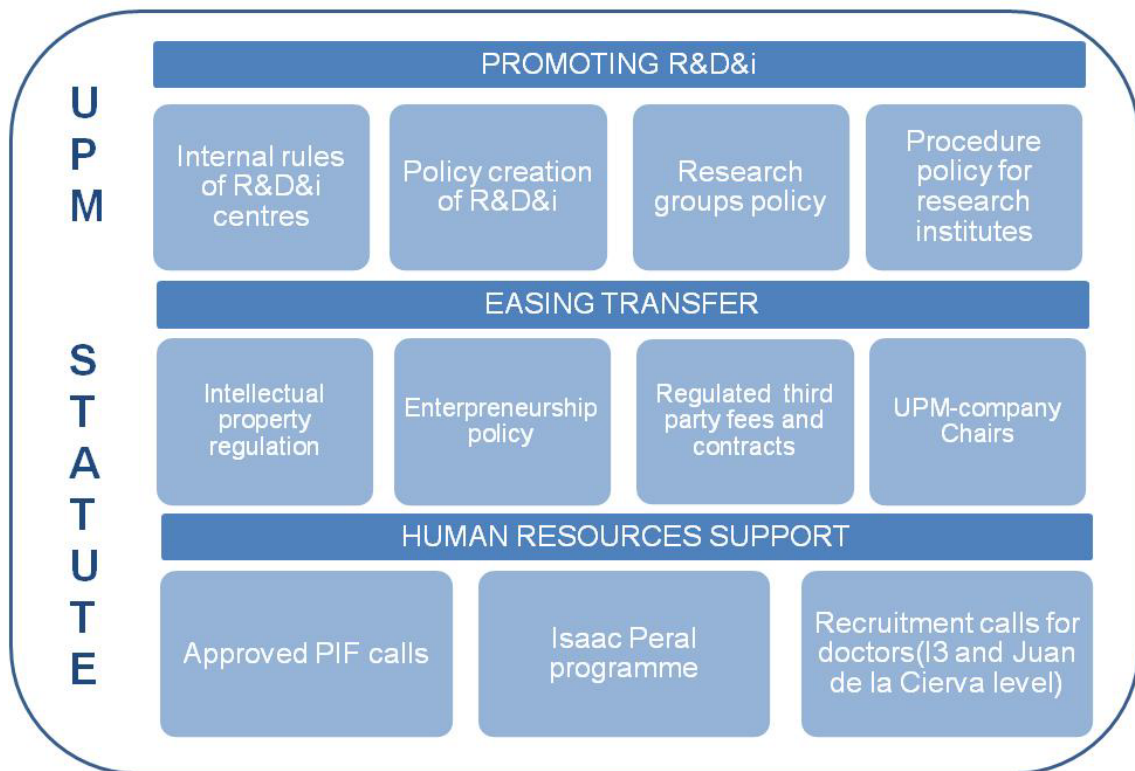 UPM STATUTE
PROMOTING R&D&i
Internal rules
of R&D&i
centres
Policy creation
of R&D&i
Research
groups policy
Procedure
policy for
research
institutes
EASING TRANSFER
Intellectual
property
regulation
Enterpreneurship
policy
Regulated third
party fees and
contracts
UPM-company
Chairs
HUMAN RESOURCES SUPPORT
Approved PIF calls
Isaac Peral
programme
Recruitment calls for
doctors(I3 and Juan
de la Cierva level)